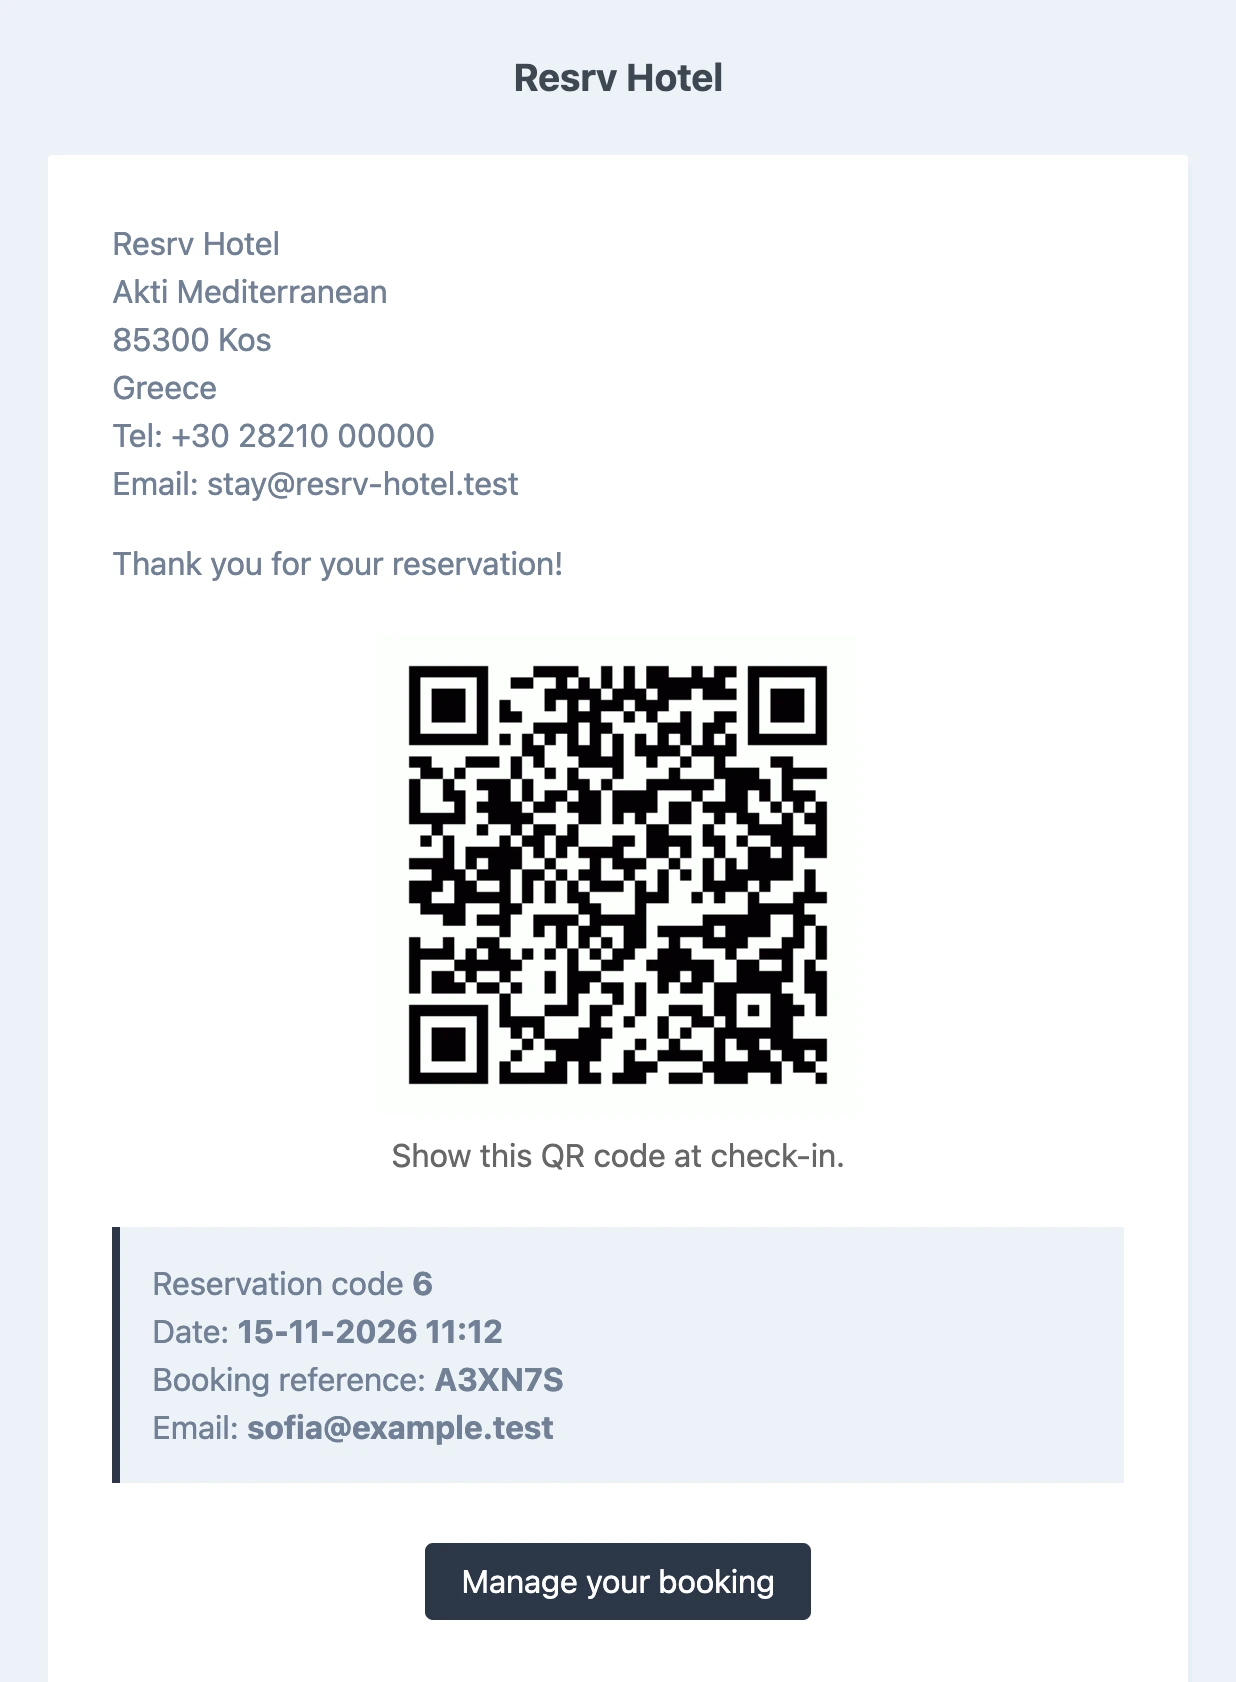 Resrv Hotel
Resrv Hotel
Akti Mediterranean
85300 Kos
Greece
Tel: +30 28210 00000
Email: stay@resrv-hotel.test
Thank you for your reservation!
Show this QR code at check-in.
Reservation code 6
Date: 15-11-2026 11:12
Booking reference: A3XN7S
Email: sofia@example.test
Manage your booking